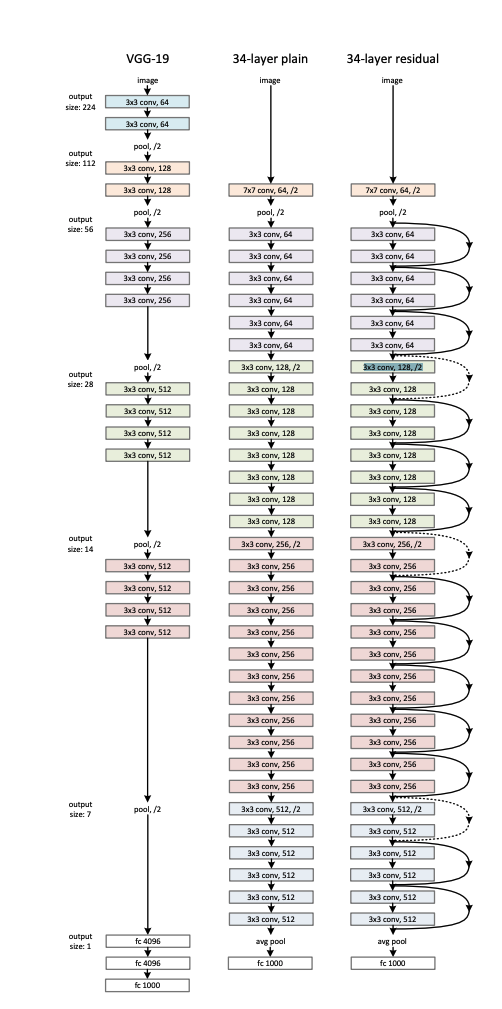 VGG-19
image
output
size: 224
3x3 conv, 64
3x3 conv, 64
pool, /2
output
size: 112
3x3 conv, 128
3x3 conv, 128
pool, /2
output
size: 56
3x3 conv, 256
3x3 conv, 256
3x3 conv, 256
3x3 conv, 256
pool, /2
output
size: 28
3x3 conv, 512
3x3 conv, 512
3x3 conv, 512
3x3 conv, 512
pool, /2
output
size: 14
3x3 conv, 512
3x3 conv, 512
3x3 conv, 512
3x3 conv, 512
output
size: 7
pool, /2
output
size: 1
fc 4096
fc 4096
fc 1000
34-layer plain
image
7x7 conv, 64, /2
pool, /2
3x3 conv, 64
3x3 conv, 64
3x3 conv, 64
3x3 conv, 64
3x3 conv, 64
3x3 conv, 64
3x3 conv, 128, /2
3x3 conv, 128
3x3 conv, 128
3x3 conv, 128
3x3 conv, 128
3x3 conv, 128
3x3 conv, 128
3x3 conv, 128
3x3 conv, 256, /2
3x3 conv, 256
3x3 conv, 256
3x3 conv, 256
3x3 conv, 256
3x3 conv, 256
3x3 conv, 256
3x3 conv, 256
3x3 conv, 256
3x3 conv, 256
3x3 conv, 256
3x3 conv, 256
3x3 conv, 512, /2
3x3 conv, 512
3x3 conv, 512
3x3 conv, 512
3x3 conv, 512
3x3 conv, 512
avg pool
fc 1000
34-layer residual
image
7x7 conv, 64, /2
pool, /2
3x3 conv, 64
3x3 conv, 64
3x3 conv, 64
3x3 conv, 64
3x3 conv, 64
3x3 conv, 64
3x3 conv, 128, /2
3x3 conv, 128
3x3 conv, 128
3x3 conv, 128
3x3 conv, 128
3x3 conv, 128
3x3 conv, 128
3x3 conv, 128
3x3 conv, 256, /2
3x3 conv, 256
3x3 conv, 256
3x3 conv, 256
3x3 conv, 256
3x3 conv, 256
3x3 conv, 256
3x3 conv, 256
3x3 conv, 256
3x3 conv, 256
3x3 conv, 256
3x3 conv, 256
3x3 conv, 512, /2
3x3 conv, 512
3x3 conv, 512
3x3 conv, 512
3x3 conv, 512
3x3 conv, 512
avg pool
fc 1000